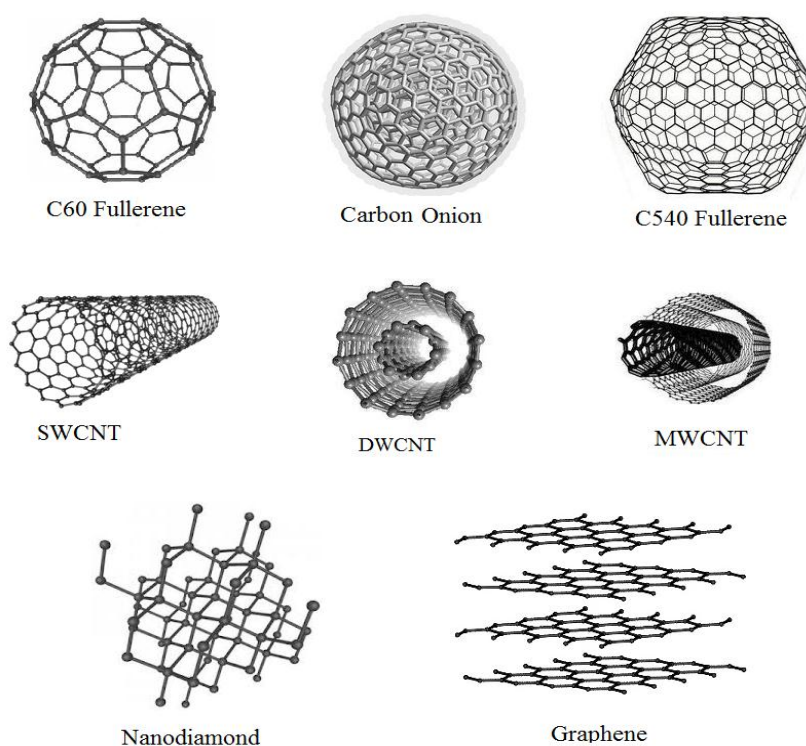 C60 Fullerene
Carbon Onion
C540 Fullerene
SWCNT
DWCNT
MWCNT
Nanodiamond
Graphene